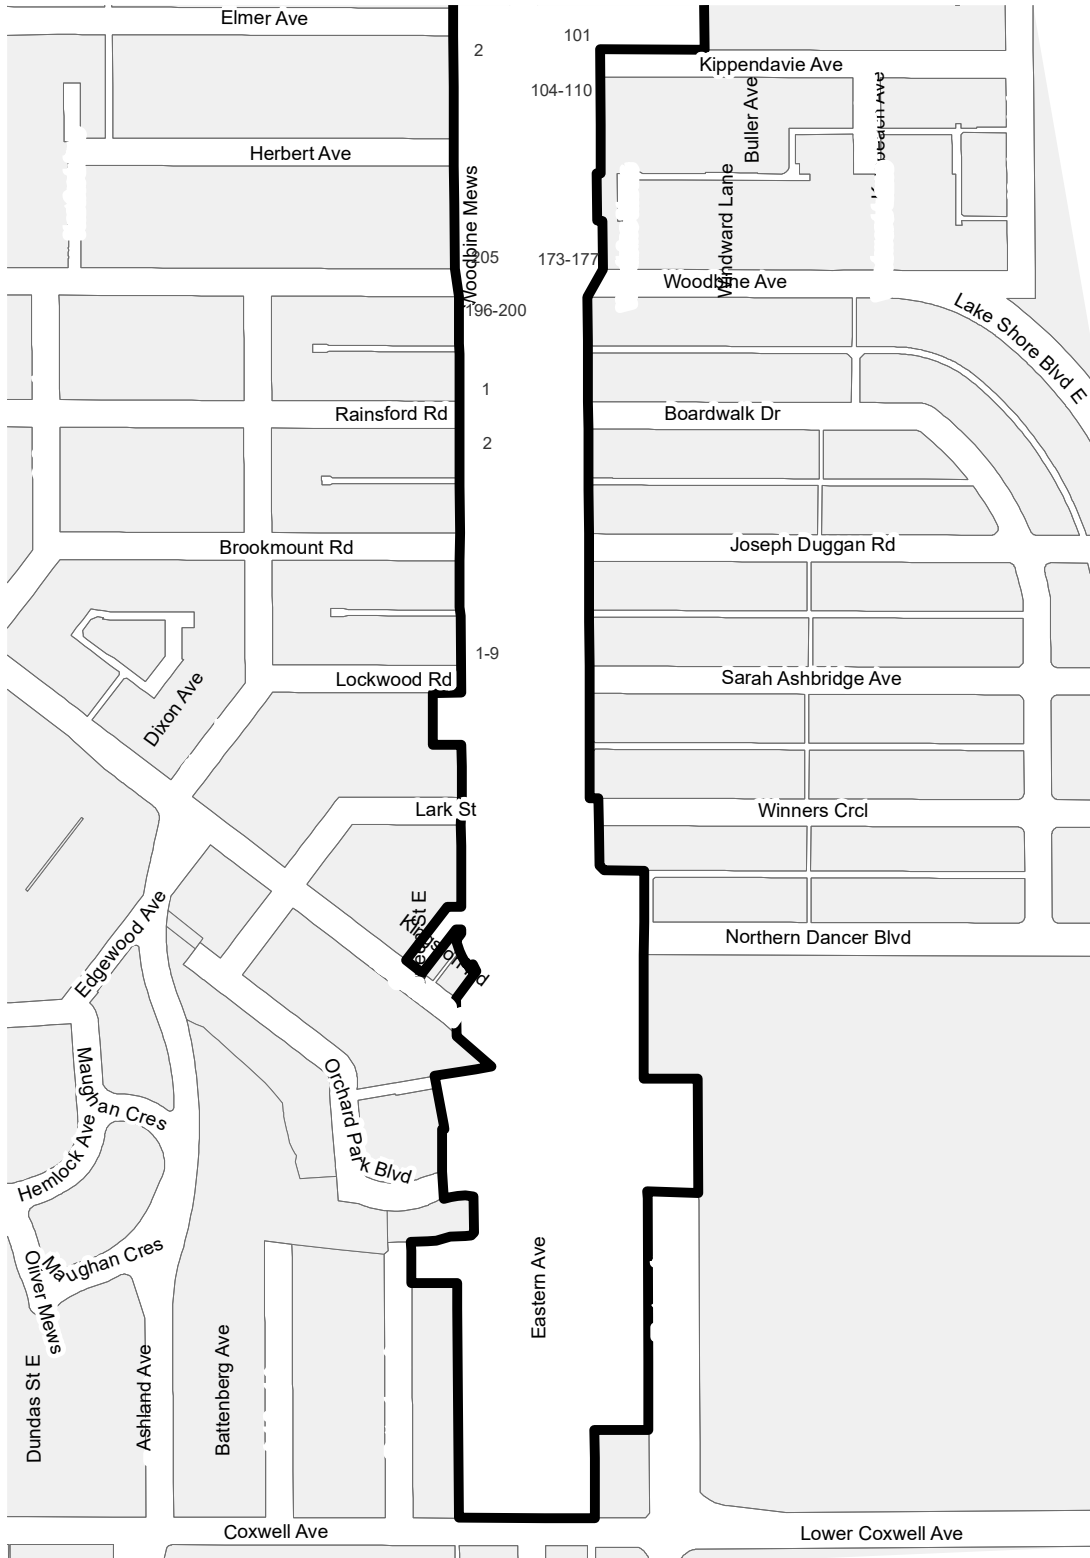 Elmer Ave
2
101
Kippendavie Ave
104-110
Buller Ave
Herbert Ave
Woodbine Mews
Windward Lane
205
173-177
Woodbine Ave
196-200
Lake Shore Blvd E
1
Rainsford Rd
Boardwalk Dr
2
Brookmount Rd
Joseph Duggan Rd
1-9
Lockwood Rd
Sarah Ashbridge Ave
Dixon Ave
Lark St
Winners Crcl
St E
Kingston Rd
Edgewood Ave
Northern Dancer Blvd
Maughan Cres
Orchard Park Blvd
Hemlock Ave
Maughan Cres
Oliver Mews
Eastern Ave
Dundas St E
Ashland Ave
Battenberg Ave
Coxwell Ave
Lower Coxwell Ave